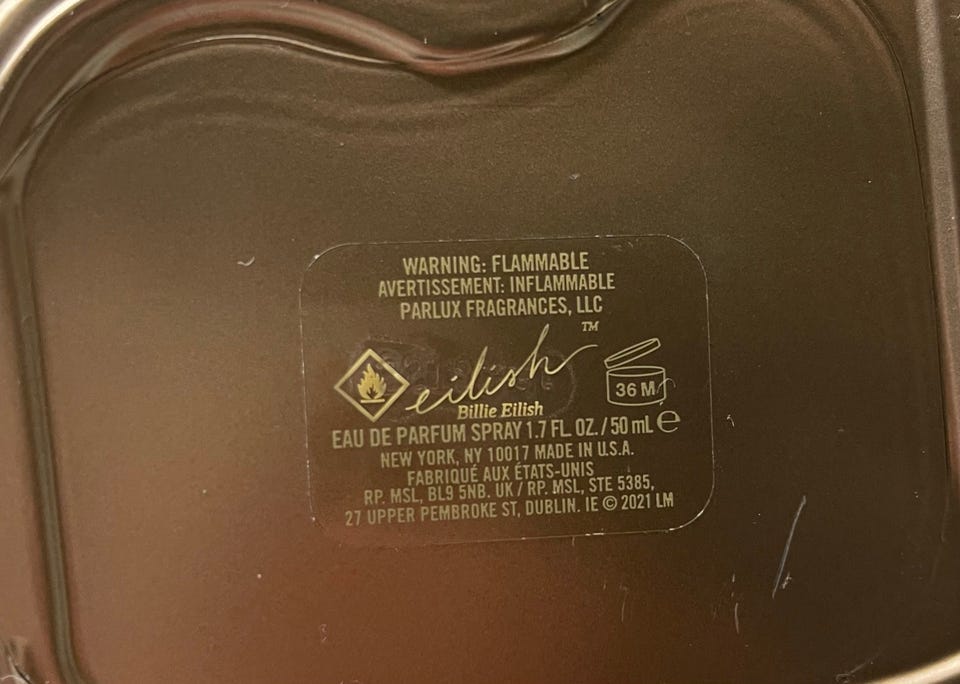 WARNING: FLAMMABLE
AVERTISSEMENT: INFLAMMABLE
PARLUX FRAGRANCES, LLC
eilish™
36 M
Billie Eilish
EAU DE PARFUM SPRAY 1.7 FL. OZ. / 50 mL ℮
NEW YORK, NY 10017 MADE IN U.S.A.
FABRIQUÉ AUX ÉTATS-UNIS
RP. MSL, BL9 5NB. UK / RP. MSL, STE 5385,
27 UPPER PEMBROKE ST, DUBLIN. IE © 2021 LM